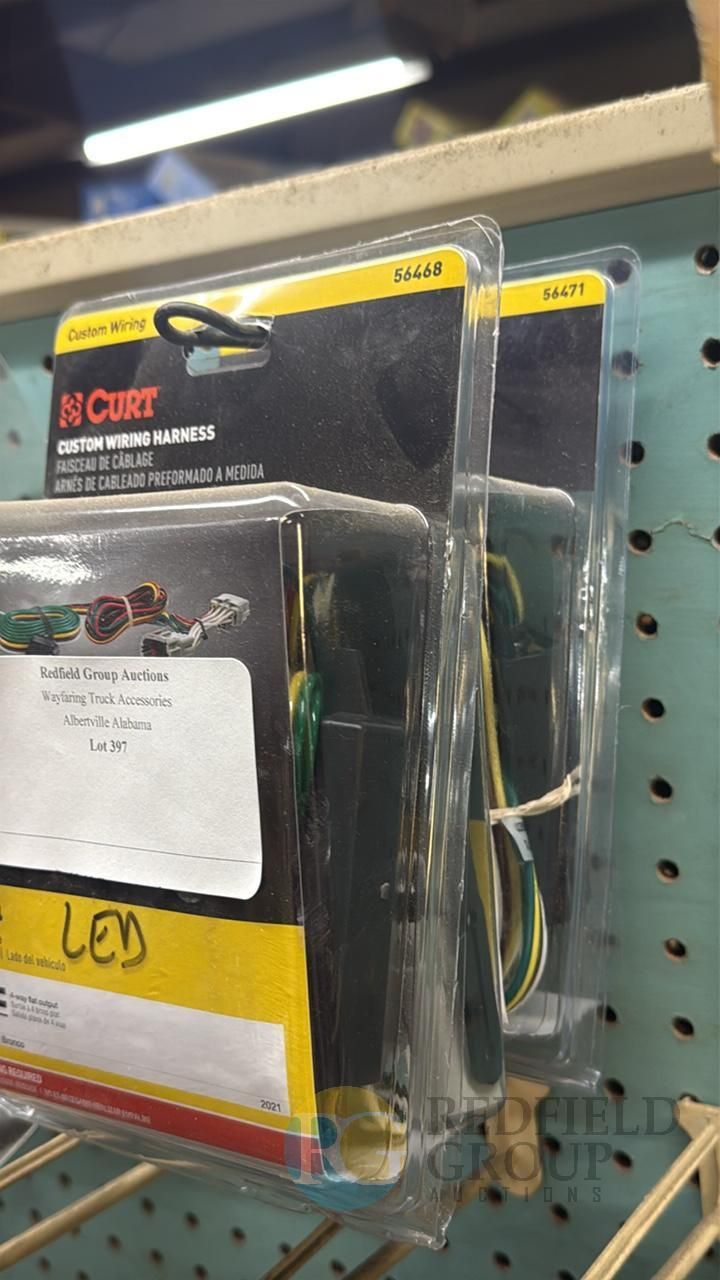 56468
56471
Custom Wiring
CURT
CUSTOM WIRING HARNESS
FAISCEAU DE CÂBLAGE
ARNÉS DE CABLEADO PREFORMADO A MEDIDA
Redfield Group Auctions
Wayfaring Truck Accessories
Albertville Alabama
Lot 397
LED
Lado del vehículo
4-way flat output
Bronco
2021
REQUIRED
RG REDFIELD
GROUP
AUCTIONS